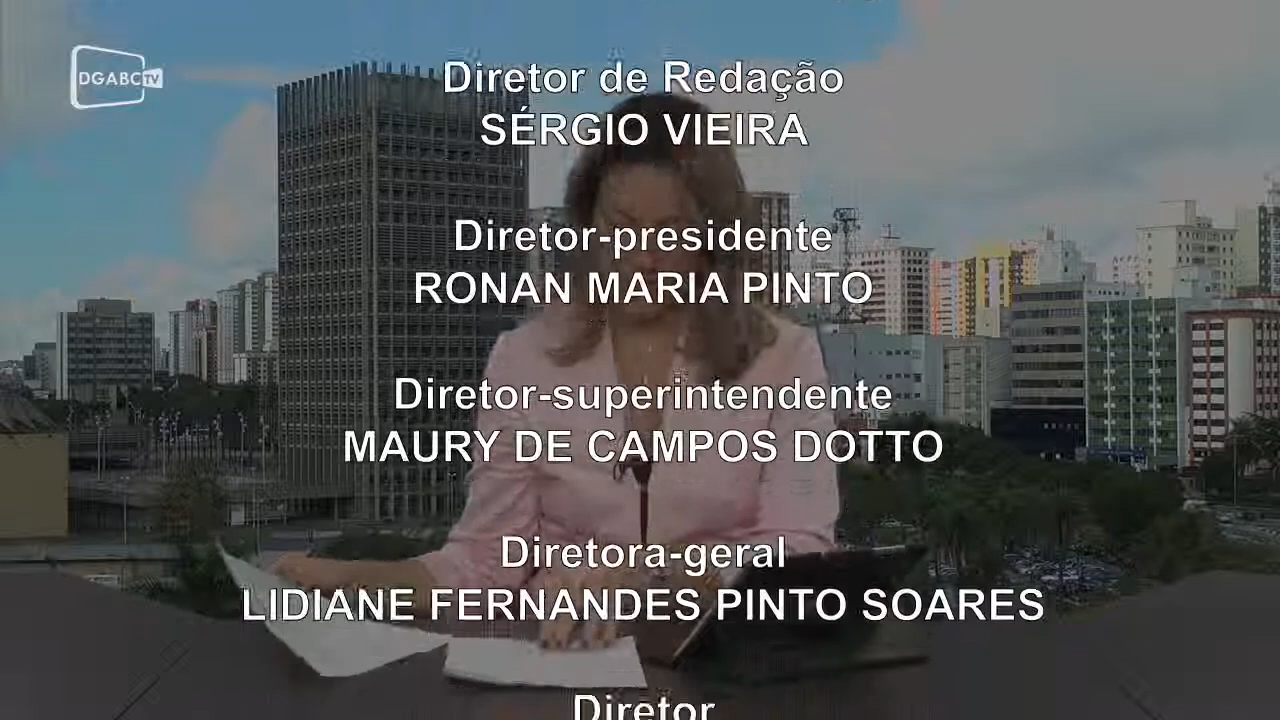 DGABC TV
Diretor de Redação
SÉRGIO VIEIRA
Diretor-presidente
RONAN MARIA PINTO
Diretor-superintendente
MAURY DE CAMPOS DOTTO
Diretora-geral
LIDIANE FERNANDES PINTO SOARES
Diretor